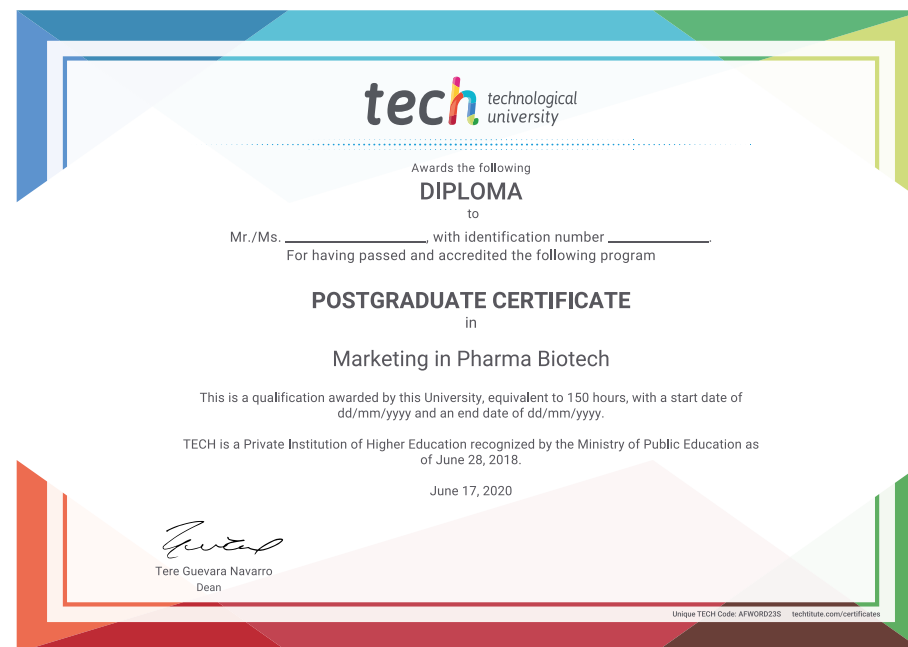 tech technological
university
Awards the following
DIPLOMA
to
Mr./Ms. ____________, with identification number ____________.
For having passed and accredited the following program
POSTGRADUATE CERTIFICATE
in
Marketing in Pharma Biotech
This is a qualification awarded by this University, equivalent to 150 hours, with a start date of
dd/mm/yyyy and an end date of dd/mm/yyyy.
TECH is a Private Institution of Higher Education recognized by the Ministry of Public Education as
of June 28, 2018.
June 17, 2020
Tere Guevara Navarro
Dean
Unique TECH Code: AFWORD23S techtitute.com/certificates